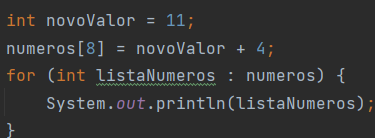 int novoValor = 11;
numeros[8] = novoValor + 4;
for (int listaNumeros : numeros) {
    System.out.println(listaNumeros);
}